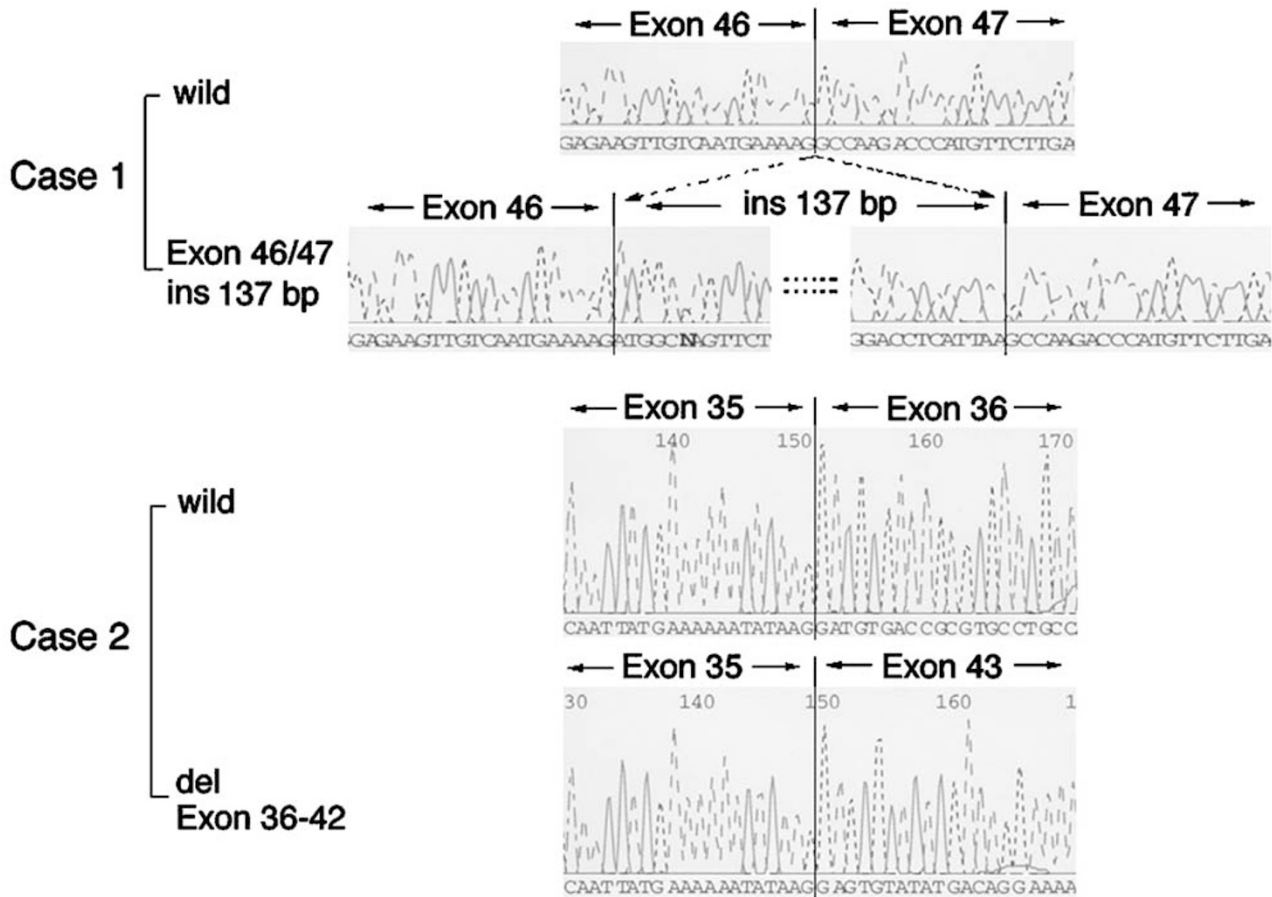 ← Exon 46 → ← Exon 47 →
wild
GAGAAGTTGTCAATGAAAAGGCCAAGACCCATGTTCTTGA
Case 1
← Exon 46 → ← ins 137 bp → ← Exon 47 →
Exon 46/47
ins 137 bp
GAGAAGTTGTCAATGAAAAGATGGCNAGTTCT GGACCTCATTAAGCCAAGACCCATGTTCTTGA
← Exon 35 → ← Exon 36 →
140 150 160 170
wild
CAATTATGAAAAAATATAAGGATGTGACCGCGTGCCTGCC
Case 2
← Exon 35 → ← Exon 43 →
30 140 150 160 1
del
Exon 36-42
CAATTATGAAAAAATATAAGGAGTGTATATGACAGGAAAA